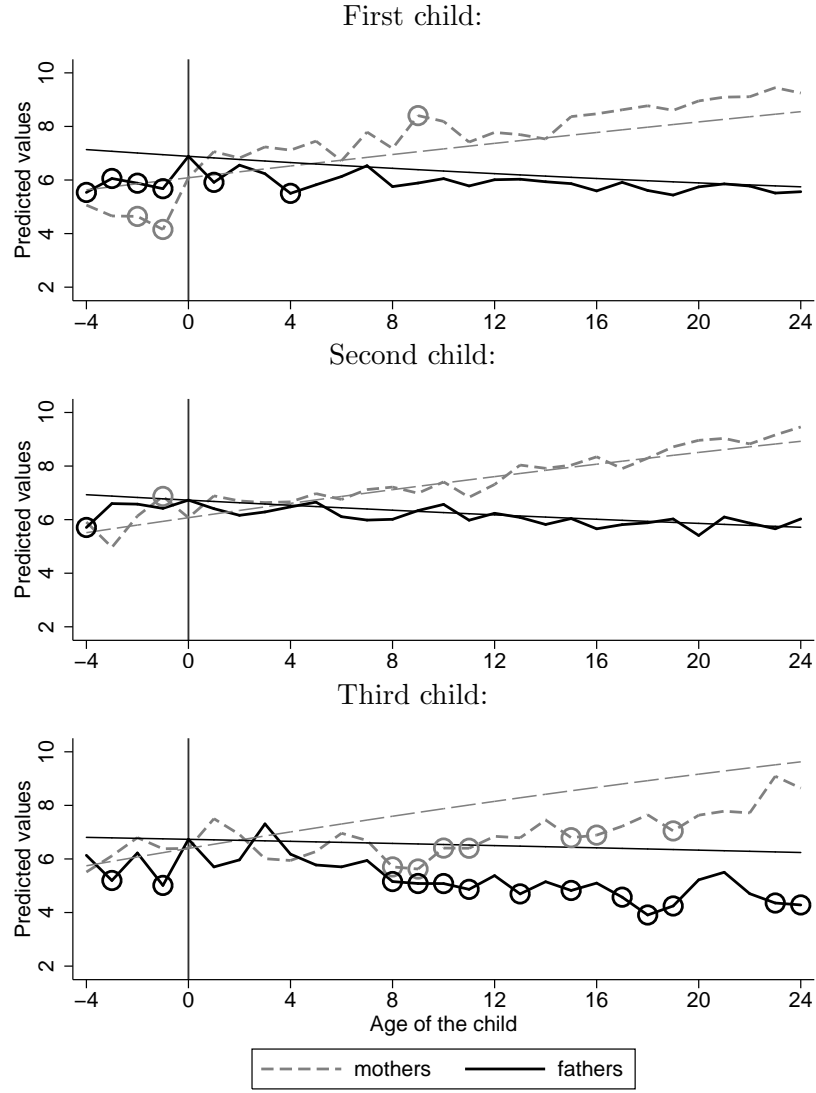 First child:
10
8
6
4
2
Predicted values
−4 0 4 8 12 16 20 24
Second child:
10
8
6
4
2
Predicted values
−4 0 4 8 12 16 20 24
Third child:
10
8
6
4
2
Predicted values
−4 0 4 8 12 16 20 24
Age of the child
mothers fathers